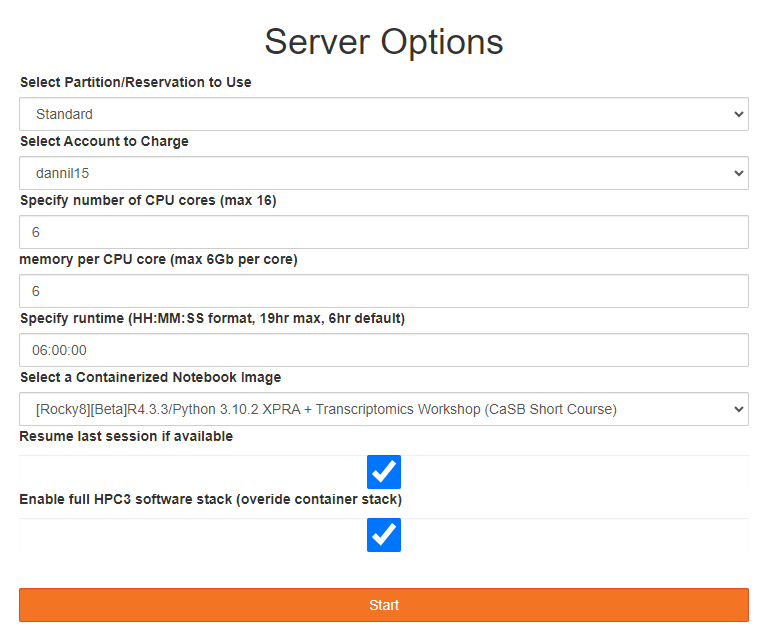 Server Options
Select Partition/Reservation to Use
Standard
Select Account to Charge
dannil15
Specify number of CPU cores (max 16)
6
memory per CPU core (max 6Gb per core)
6
Specify runtime (HH:MM:SS format, 19hr max, 6hr default)
06:00:00
Select a Containerized Notebook Image
[Rocky8][Beta]R4.3.3/Python 3.10.2 XPRA + Transcriptomics Workshop (CaSB Short Course)
Resume last session if available
Enable full HPC3 software stack (overide container stack)
Start